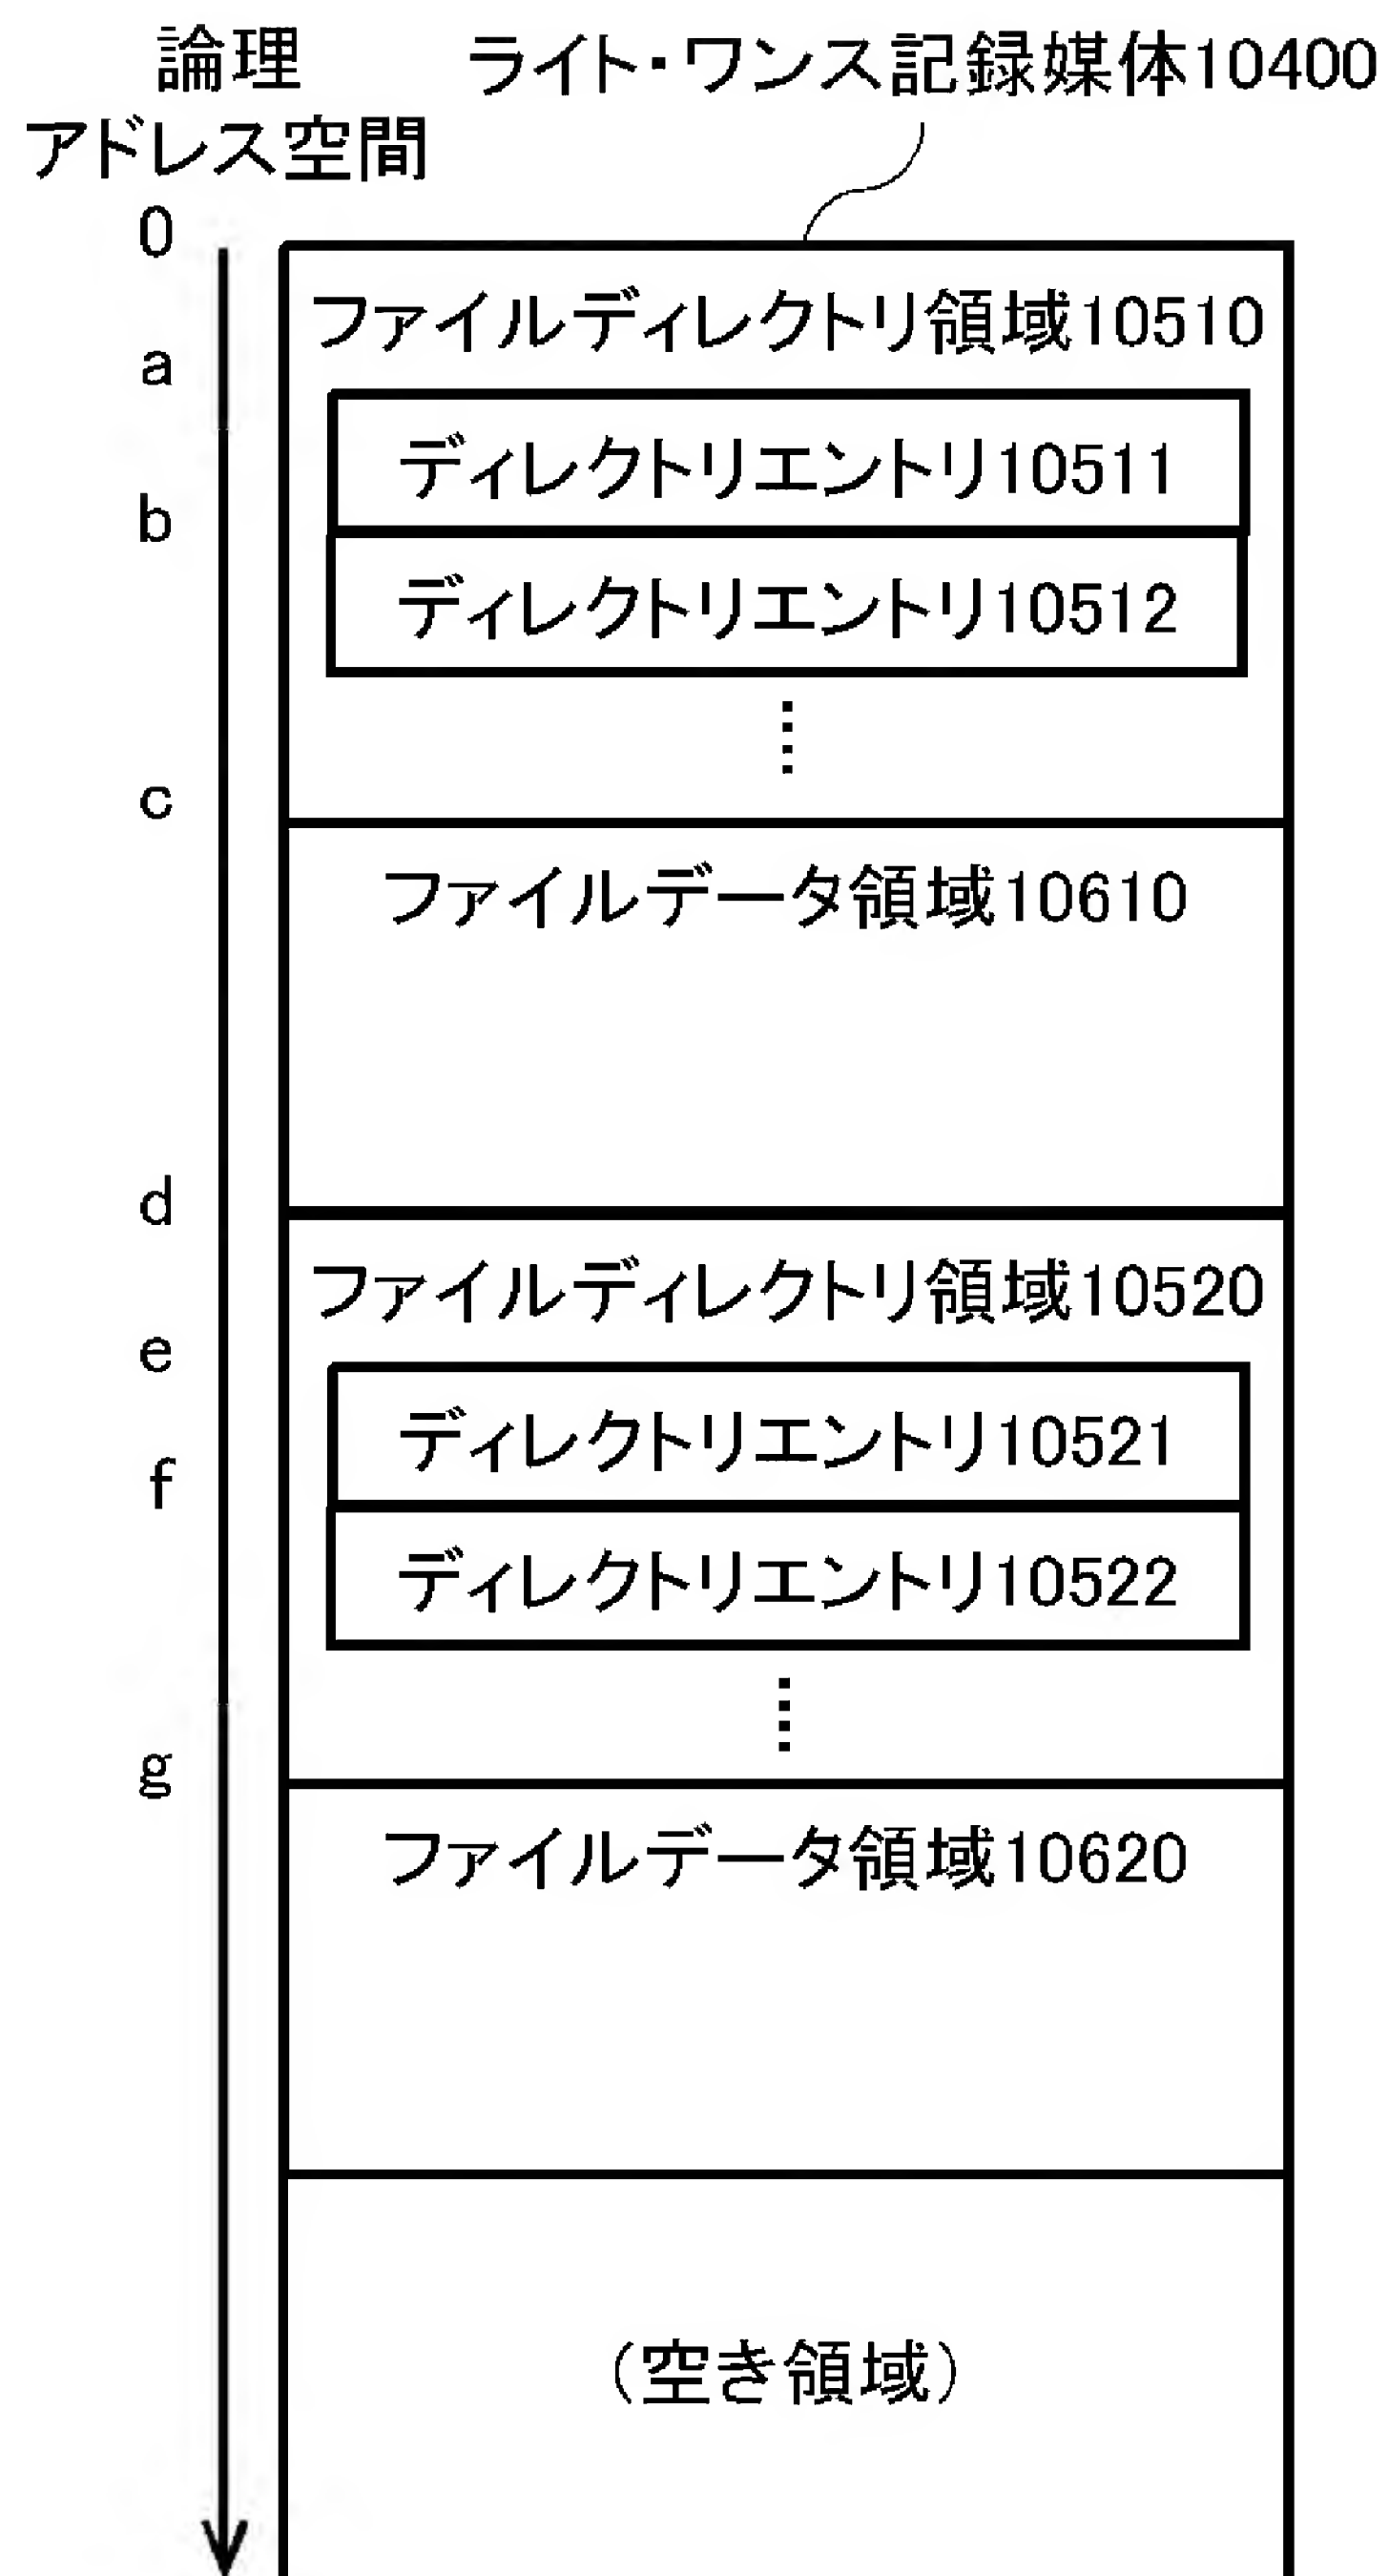 論理
アドレス空間
ライト・ワンス記録媒体10400
0
ファイルディレクトリ領域10510
a
ディレクトリエントリ10511
b
ディレクトリエントリ10512
c
ファイルデータ領域10610
d
ファイルディレクトリ領域10520
e
ディレクトリエントリ10521
f
ディレクトリエントリ10522
g
ファイルデータ領域10620
(空き領域)